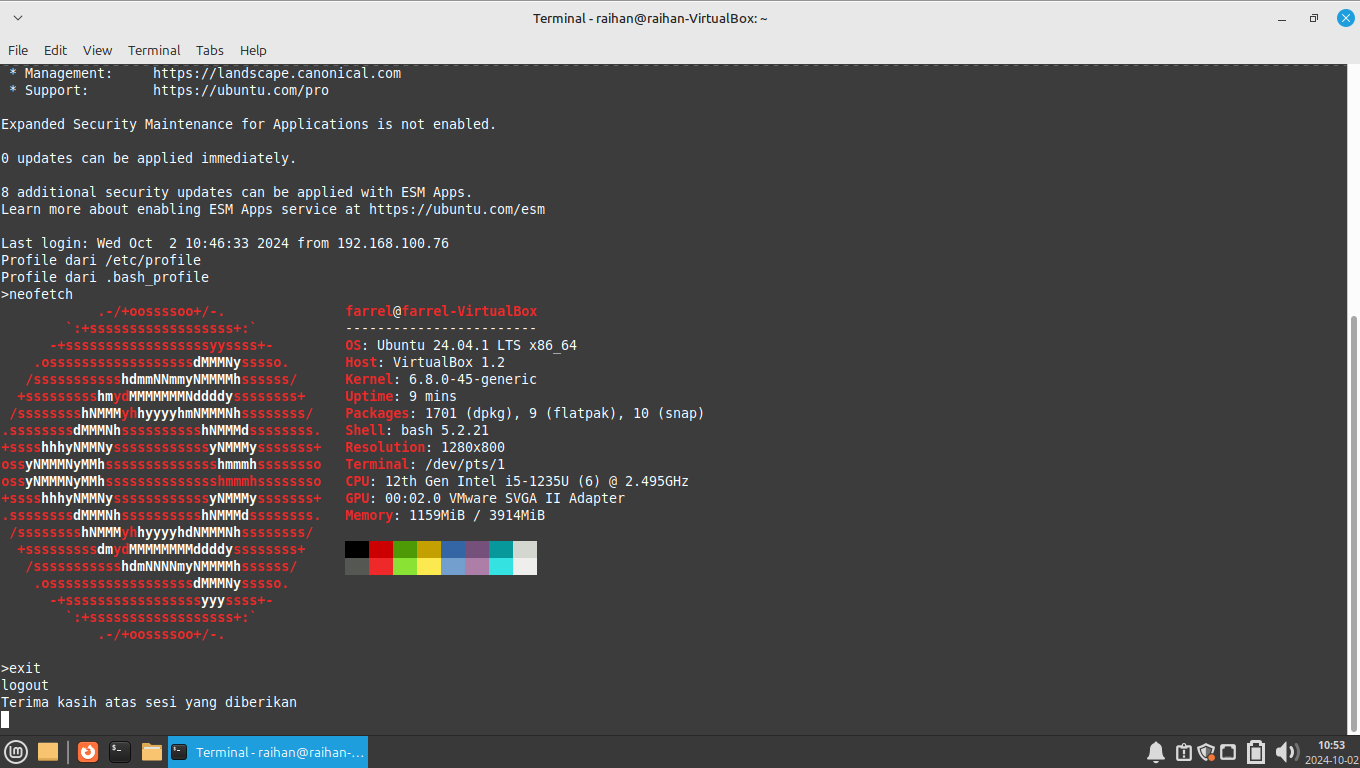 Terminal - raihan@raihan-VirtualBox: ~
File Edit View Terminal Tabs Help
* Management:     https://landscape.canonical.com
* Support:        https://ubuntu.com/pro
Expanded Security Maintenance for Applications is not enabled.
0 updates can be applied immediately.
8 additional security updates can be applied with ESM Apps.
Learn more about enabling ESM Apps service at https://ubuntu.com/esm
Last login: Wed Oct  2 10:46:33 2024 from 192.168.100.76
Profile dari /etc/profile
Profile dari .bash_profile
>neofetch
.-/+oossssoo+/-.               farrel@farrel-VirtualBox
`:+ssssssssssssssssss+:`           ------------------------
-+ssssssssssssssssssyyssss+-         OS: Ubuntu 24.04.1 LTS x86_64
.ossssssssssssssssssdMMMNysssso.       Host: VirtualBox 1.2
/ssssssssssshdmmNNmmyNMMMMhssssss/      Kernel: 6.8.0-45-generic
+ssssssssshmydMMMMMMMNddddyssssssss+     Uptime: 9 mins
/sssssssshNMMMyhhyyyyhmNMMMNhssssssss/    Packages: 1701 (dpkg), 9 (flatpak), 10 (snap)
.ssssssssdMMMNhsssssssssshNMMMdssssssss.   Shell: bash 5.2.21
+sssshhhyNMMNyssssssssssssyNMMMysssssss+   Resolution: 1280x800
ossyNMMMNyMMhsssssssssssssshmmmhssssssso   Terminal: /dev/pts/1
ossyNMMMNyMMhsssssssssssssshmmmhssssssso   CPU: 12th Gen Intel i5-1235U (6) @ 2.495GHz
+sssshhhyNMMNyssssssssssssyNMMMysssssss+   GPU: 00:02.0 VMware SVGA II Adapter
.ssssssssdMMMNhsssssssssshNMMMdssssssss.   Memory: 1159MiB / 3914MiB
/sssssssshNMMMyhhyyyyhdNMMMNhssssssss/
+sssssssssdmydMMMMMMMMddddyssssssss+
/ssssssssssshdmNNNNmyNMMMMhssssss/
.ossssssssssssssssssdMMMNysssso.
-+sssssssssssssssssyyyssss+-
`:+ssssssssssssssssss+:`
.-/+oossssoo+/-.
>exit
logout
Terima kasih atas sesi yang diberikan
Terminal - raihan@raihan-...
10:53
2024-10-02